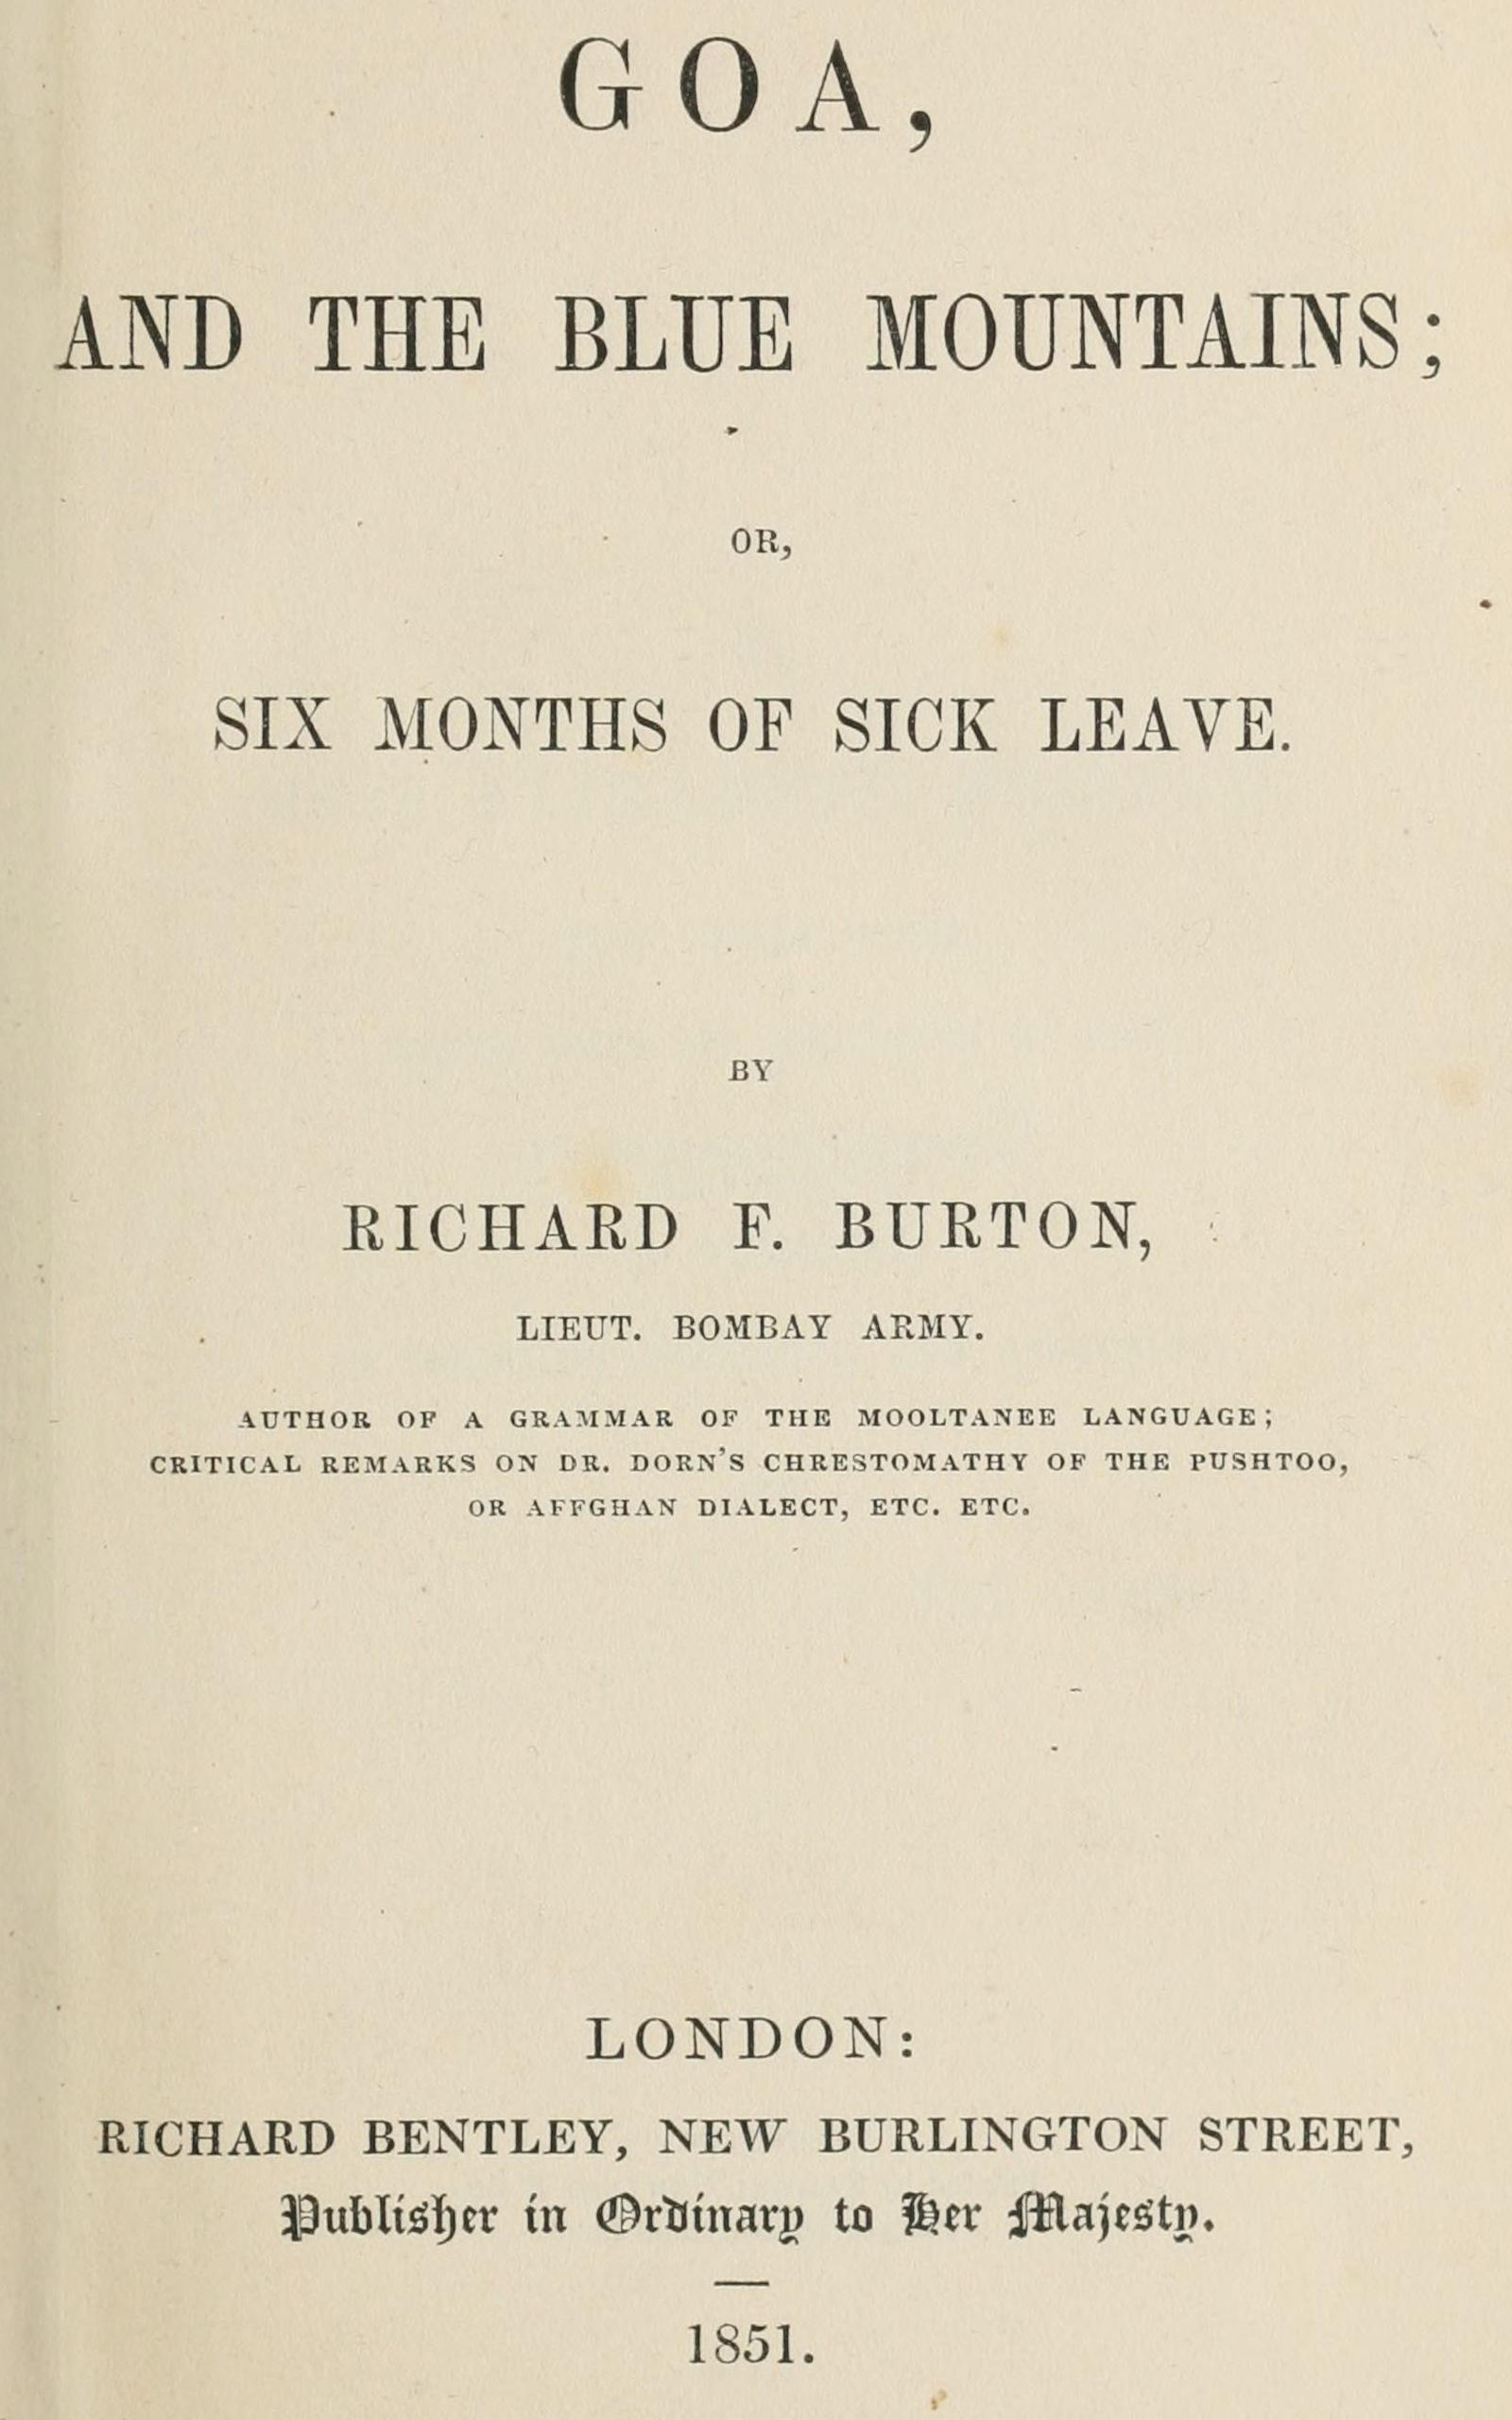 GOA,
AND THE BLUE MOUNTAINS;
OR,
SIX MONTHS OF SICK LEAVE.
BY
RICHARD F. BURTON,
LIEUT. BOMBAY ARMY.
AUTHOR OF A GRAMMAR OF THE MOOLTANEE LANGUAGE;
CRITICAL REMARKS ON DR. DORN'S CHRESTOMATHY OF THE PUSHTOO,
OR AFFGHAN DIALECT, ETC. ETC.
LONDON:
RICHARD BENTLEY, NEW BURLINGTON STREET,
Publisher in Ordinary to Her Majesty.
1851.